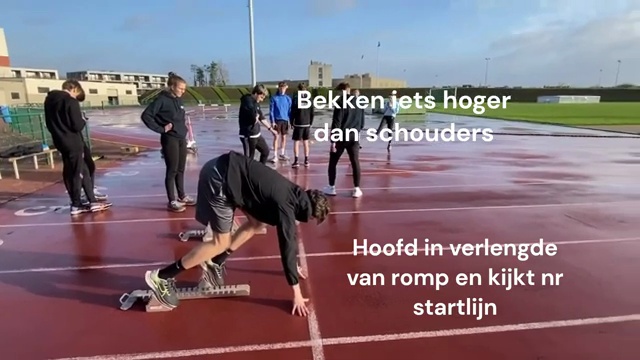 Bekken iets hoger
dan schouders
Hoofd in verlengde
van romp en kijkt nr
startlijn